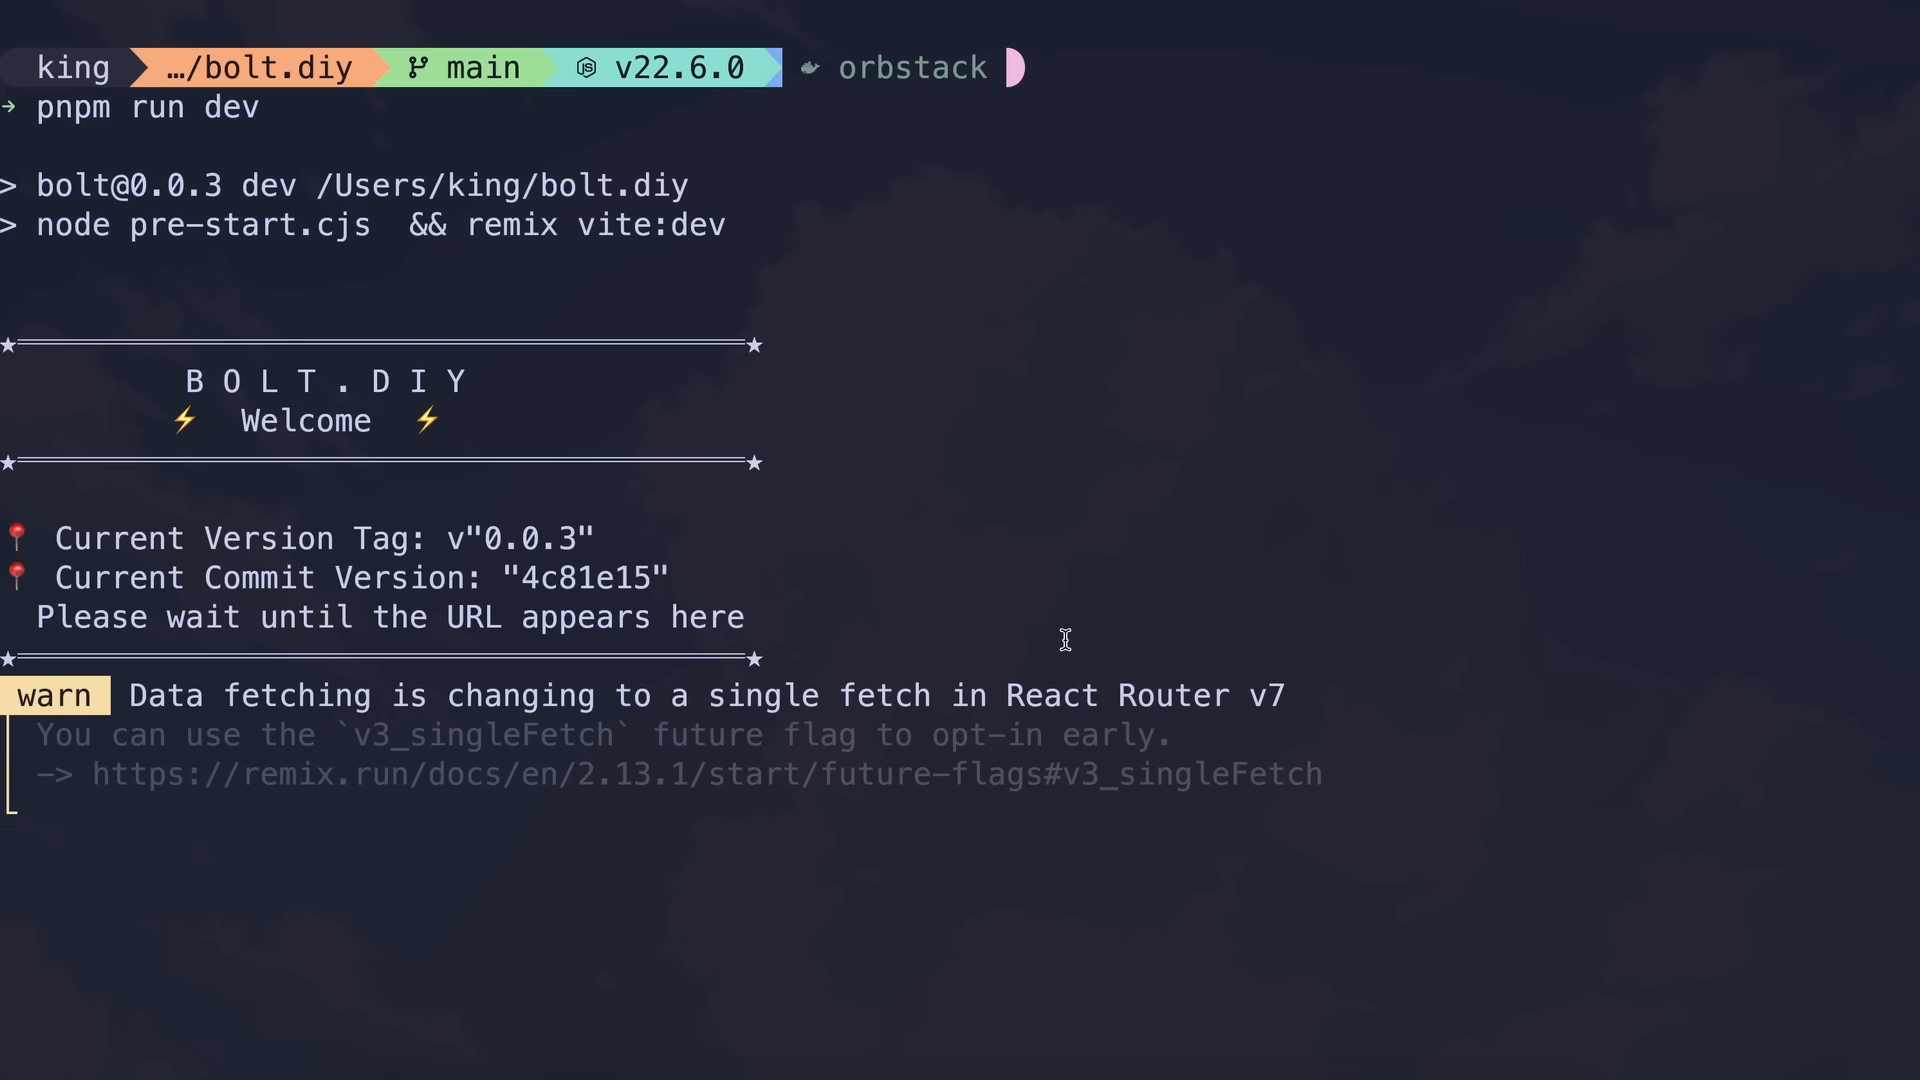 king …/bolt.diy main v22.6.0 orbstack
→ pnpm run dev
> bolt@0.0.3 dev /Users/king/bolt.diy
> node pre-start.cjs  && remix vite:dev
★═══════════════════════════════════════★
B O L T . D I Y
⚡ Welcome ⚡
★═══════════════════════════════════════★
📍 Current Version Tag: v"0.0.3"
📍 Current Commit Version: "4c81e15"
Please wait until the URL appears here
★═══════════════════════════════════════★
warn Data fetching is changing to a single fetch in React Router v7
You can use the `v3_singleFetch` future flag to opt-in early.
-> https://remix.run/docs/en/2.13.1/start/future-flags#v3_singleFetch